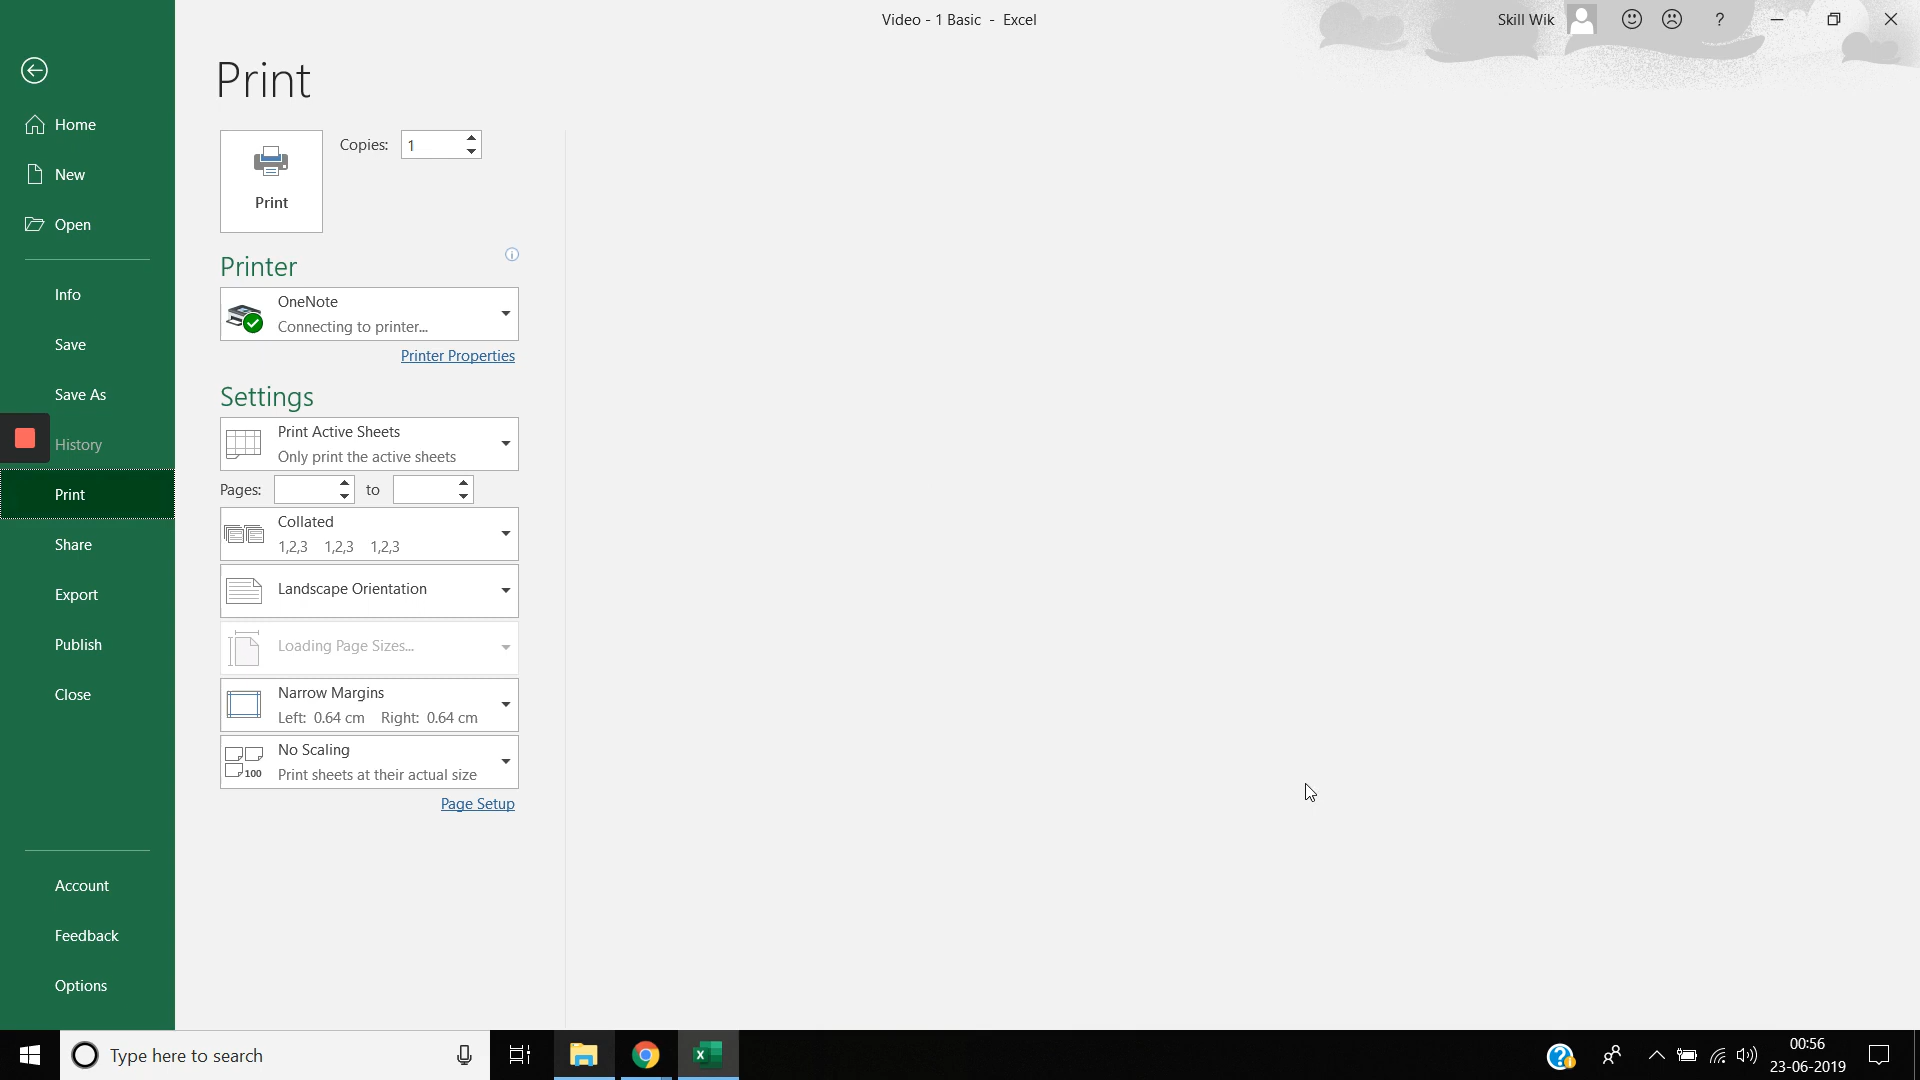 Video - 1 Basic - Excel
Skill Wik
?
Print
Home
New
Open
Info
Save
Save As
History
Print
Share
Export
Publish
Close
Account
Feedback
Options
Print
Copies: 1
Printer
OneNote
Connecting to printer...
Printer Properties
Settings
Print Active Sheets
Only print the active sheets
Pages: to
Collated
1,2,3 1,2,3 1,2,3
Landscape Orientation
Loading Page Sizes...
Narrow Margins
Left: 0.64 cm Right: 0.64 cm
No Scaling
100
Print sheets at their actual size
Page Setup
Type here to search
00:56
23-06-2019